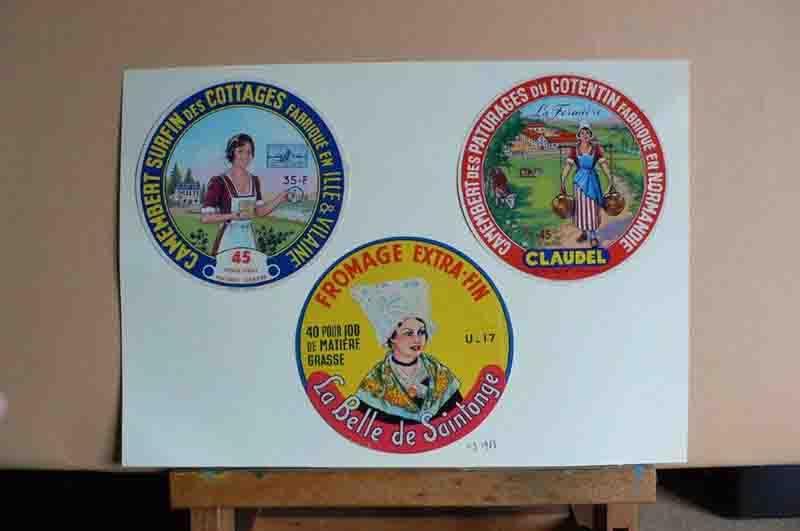 CAMEMBERT SURFIN DES COTTAGES FABRIQUÉ EN ILLE & VILAINE
35-F
45
CAMEMBERT DES PATURAGES DU COTENTIN FABRIQUÉ EN NORMANDIE
La Fermière
45
CLAUDEL
FROMAGE EXTRA-FIN
40 POUR 100
DE MATIÈRE
GRASSE
U-17
La Belle de Saintonge